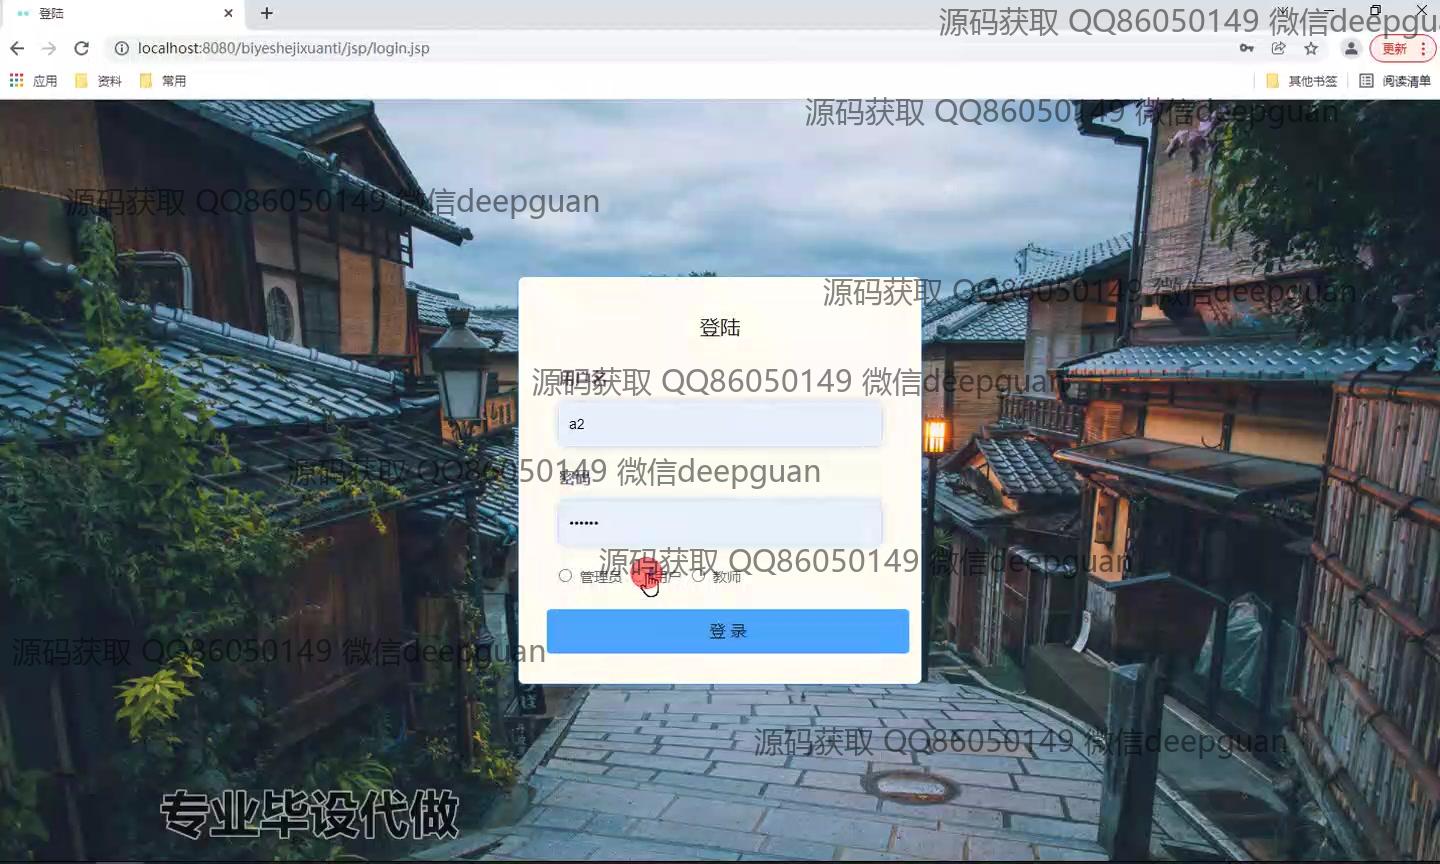 登陆
源码获取 QQ86050149 微信deepgu
localhost:8080/biyeshejixuanti/jsp/login.jsp
更新
应用 资料 常用 其他书签 阅读清单
源码获取 QQ86050149 微信deepguan
源码获取 QQ86050149 微信deepguan
源码获取 QQ86050149 微信deepguan
登陆
用户名
源码获取 QQ86050149 微信deepguan
a2
源码获取 QQ86050149 微信deepguan
密码
••••••
源码获取 QQ86050149 微信deepguan
管理员 用户 教师
登 录
源码获取 QQ86050149 微信deepguan
源码获取 QQ86050149 微信deepguan
专业毕设代做